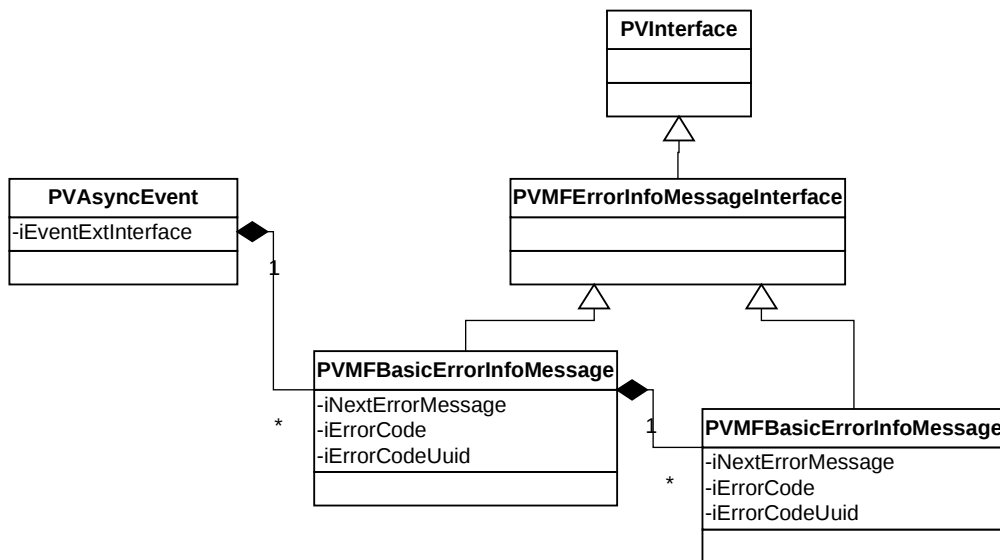 PVInterface
PVAsyncEvent
-iEventExtInterface
PVMFErrorInfoMessageInterface
1
*
PVMFBasicErrorInfoMessage
-iNextErrorMessage
-iErrorCode
-iErrorCodeUuid
1
*
PVMFBasicErrorInfoMessage
-iNextErrorMessage
-iErrorCode
-iErrorCodeUuid